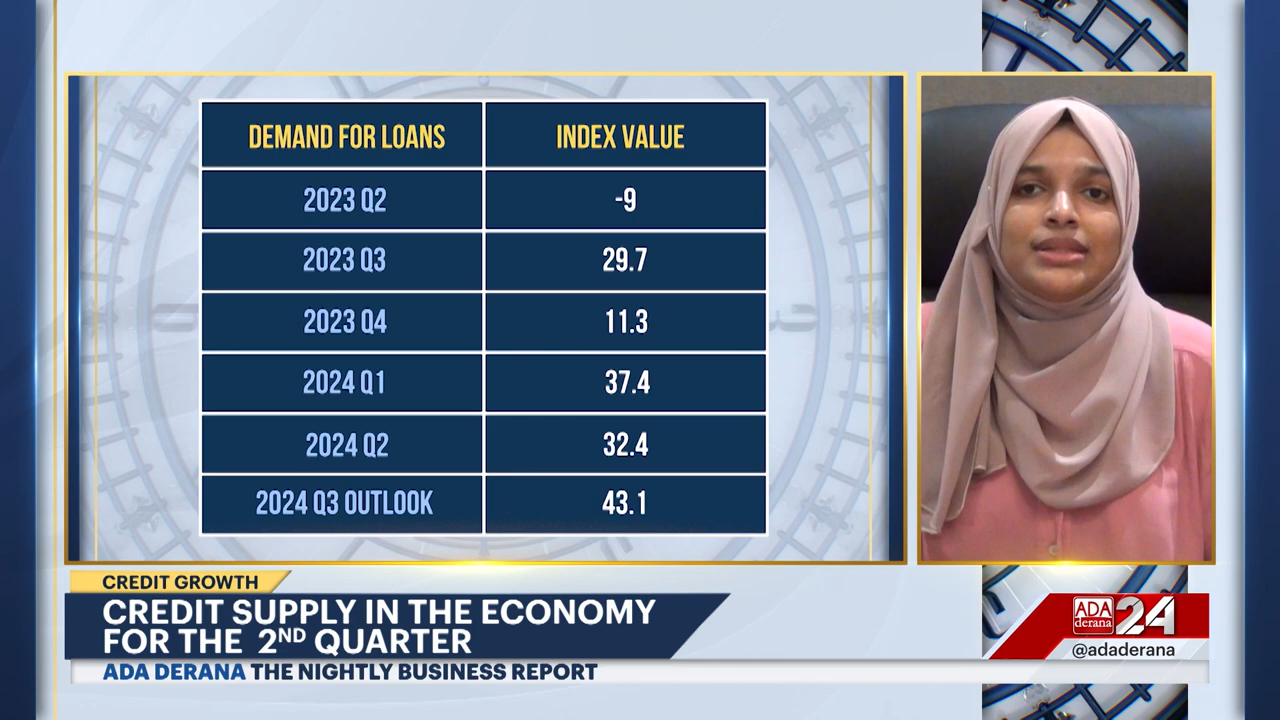 DEMAND FOR LOANS INDEX VALUE
2023 Q2 -9
2023 Q3 29.7
2023 Q4 11.3
2024 Q1 37.4
2024 Q2 32.4
2024 Q3 OUTLOOK 43.1
CREDIT GROWTH
CREDIT SUPPLY IN THE ECONOMY
FOR THE 2ND QUARTER
ADA DERANA THE NIGHTLY BUSINESS REPORT
ADA
derana 24
@adaderana